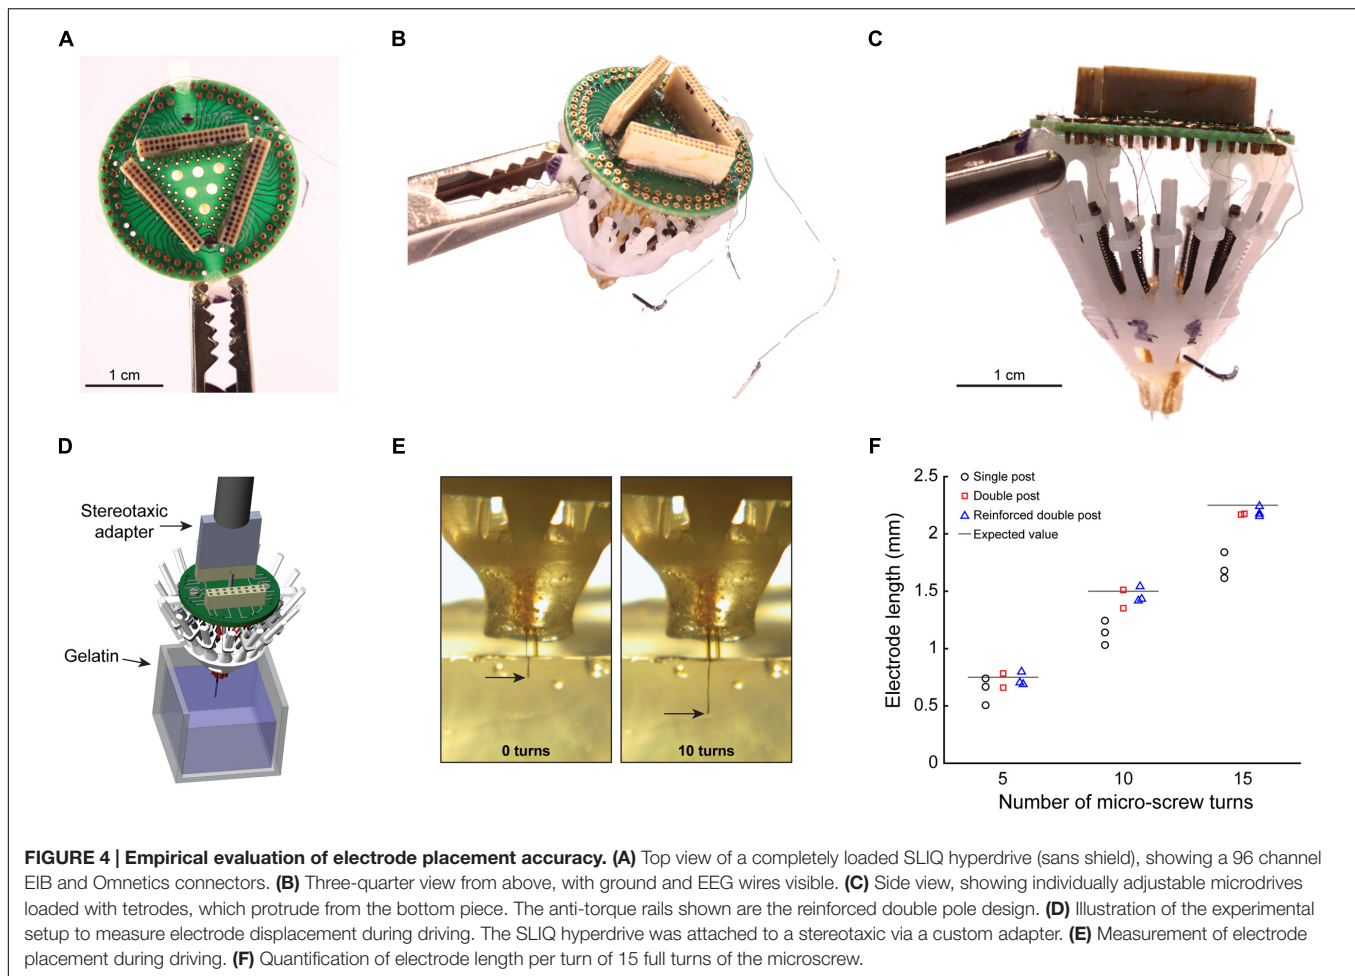 A
B
C
1 cm
1 cm
D
E
F
Stereotaxic
adapter
Gelatin
0 turns
10 turns
Electrode length (mm)
2.5
2
1.5
1
0.5
0
Single post
Double post
Reinforced double post
Expected value
5
10
15
Number of micro-screw turns
FIGURE 4 | Empirical evaluation of electrode placement accuracy. (A) Top view of a completely loaded SLIQ hyperdrive (sans shield), showing a 96 channel
EIB and Omnetics connectors. (B) Three-quarter view from above, with ground and EEG wires visible. (C) Side view, showing individually adjustable microdrives
loaded with tetrodes, which protrude from the bottom piece. The anti-torque rails shown are the reinforced double pole design. (D) Illustration of the experimental
setup to measure electrode displacement during driving. The SLIQ hyperdrive was attached to a stereotaxic via a custom adapter. (E) Measurement of electrode
placement during driving. (F) Quantification of electrode length per turn of 15 full turns of the microscrew.